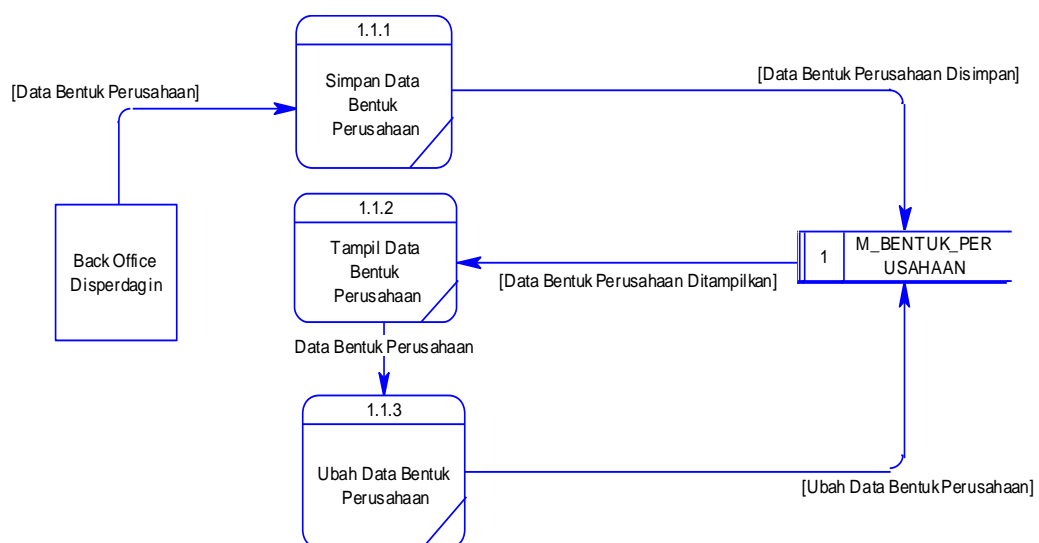 1.1.1
Simpan Data
Bentuk
Perusahaan
[Data Bentuk Perusahaan]
[Data Bentuk Perusahaan Disimpan]
Back Office
Disperdagin
1.1.2
Tampil Data
Bentuk
Perusahaan
[Data Bentuk Perusahaan Ditampilkan]
1
M_BENTUK_PER
USAHAAN
Data Bentuk Perusahaan
1.1.3
Ubah Data Bentuk
Perusahaan
[Ubah Data Bentuk Perusahaan]